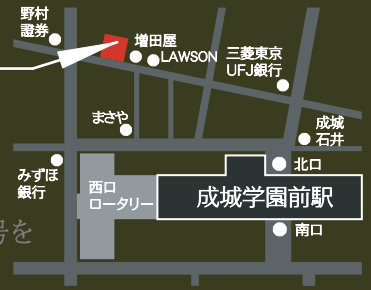 野村
證券
増田屋
LAWSON
三菱東京
UFJ銀行
まさや
成城
石井
みずほ
銀行
西口
ロータリー
北口
成城学園前駅
南口
号を